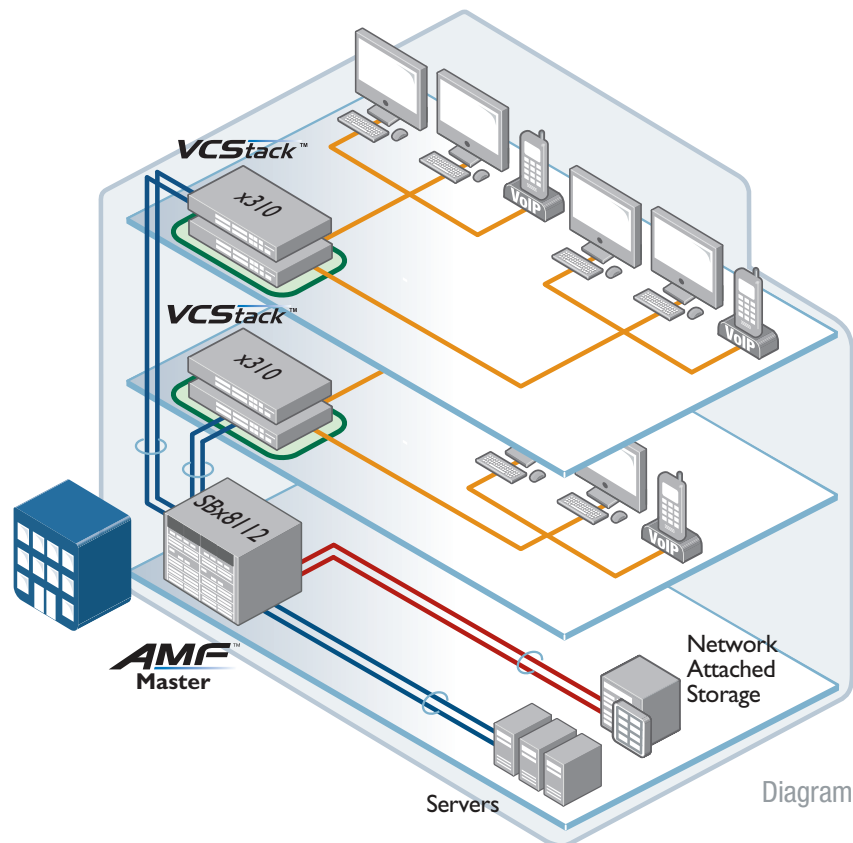 VCStack™
x310
VoIP
VoIP
VCStack™
x310
SBx8112
VoIP
AMF™
Master
Network
Attached
Storage
Servers
Diagram